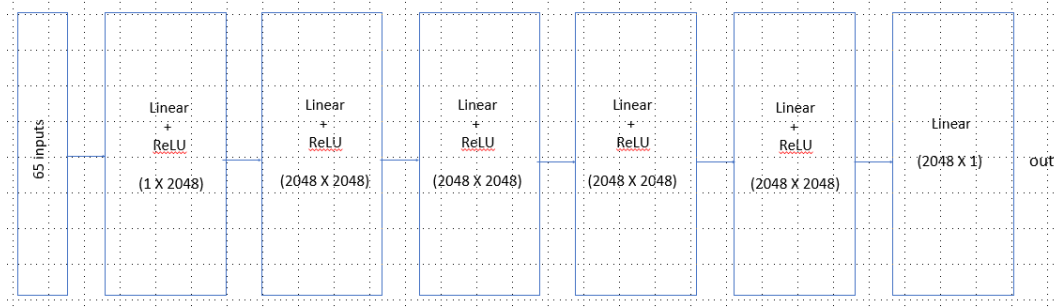 65 inputs
Linear
+
ReLU
(1 X 2048)
Linear
+
ReLU
(2048 X 2048)
Linear
+
ReLU
(2048 X 2048)
Linear
+
ReLU
(2048 X 2048)
Linear
+
ReLU
(2048 X 2048)
Linear
(2048 X 1)
out